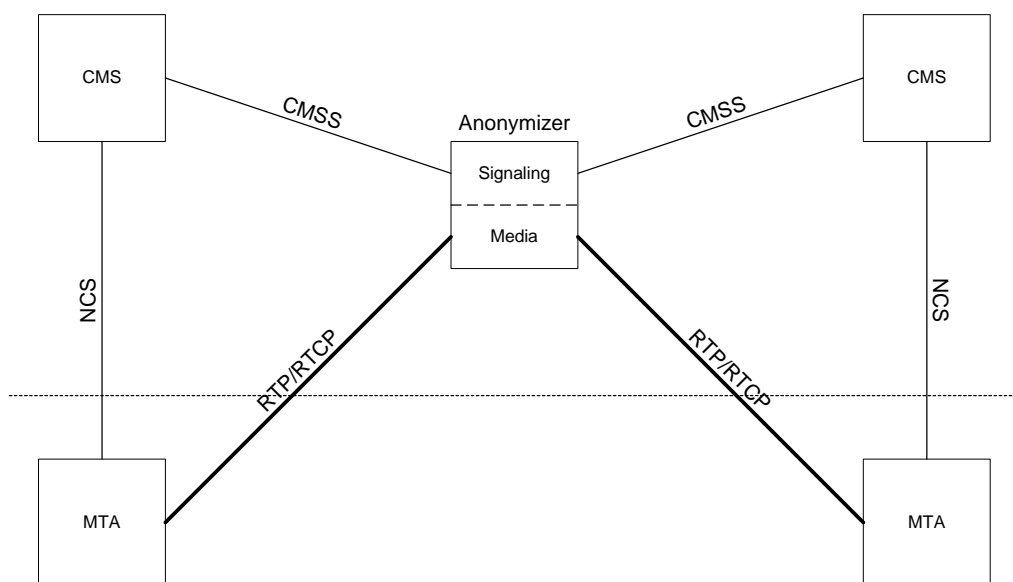 CMS
CMS
CMSS
CMSS
Anonymizer
Signaling
Media
NCS
NCS
RTP/RTCP
RTP/RTCP
MTA
MTA